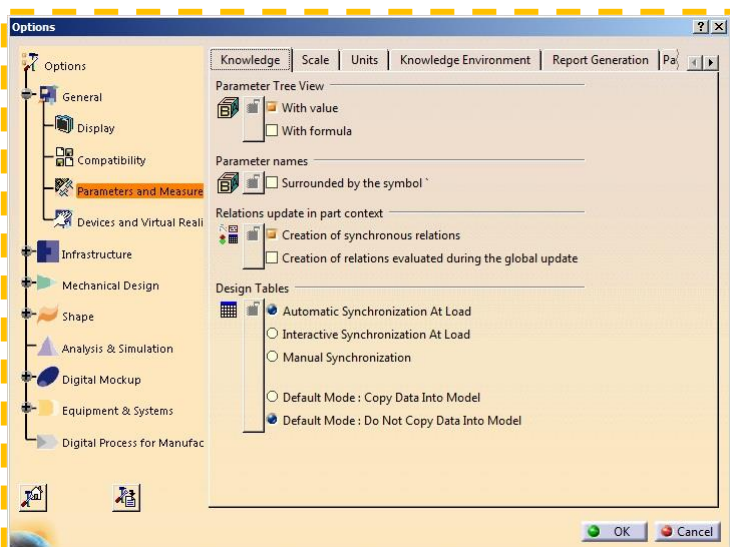 Options
Options
General
Display
Compatibility
Parameters and Measure
Devices and Virtual Reali
Infrastructure
Mechanical Design
Shape
Analysis & Simulation
Digital Mockup
Equipment & Systems
Digital Process for Manufac
Knowledge Scale Units Knowledge Environment Report Generation Pa
Parameter Tree View
With value
With formula
Parameter names
Surrounded by the symbol `
Relations update in part context
Creation of synchronous relations
Creation of relations evaluated during the global update
Design Tables
Automatic Synchronization At Load
Interactive Synchronization At Load
Manual Synchronization
Default Mode : Copy Data Into Model
Default Mode : Do Not Copy Data Into Model
OK Cancel